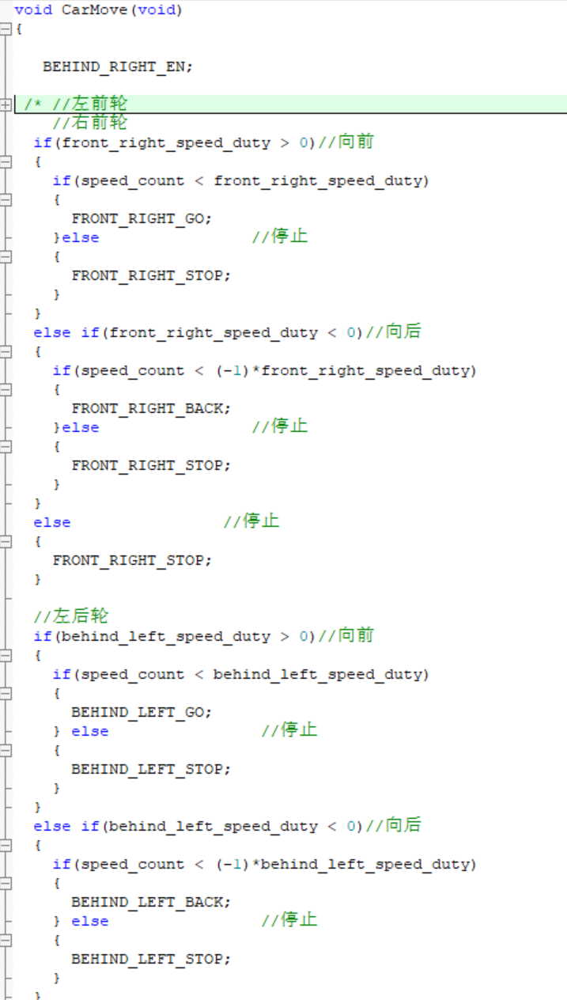 void CarMove(void)
{
BEHIND_RIGHT_EN;
/* //左前轮
//右前轮
if(front_right_speed_duty > 0)//向前
{
if(speed_count < front_right_speed_duty)
{
FRONT_RIGHT_GO;
}else //停止
{
FRONT_RIGHT_STOP;
}
}
else if(front_right_speed_duty < 0)//向后
{
if(speed_count < (-1)*front_right_speed_duty)
{
FRONT_RIGHT_BACK;
}else //停止
{
FRONT_RIGHT_STOP;
}
}
else //停止
{
FRONT_RIGHT_STOP;
}
//左后轮
if(behind_left_speed_duty > 0)//向前
{
if(speed_count < behind_left_speed_duty)
{
BEHIND_LEFT_GO;
} else //停止
{
BEHIND_LEFT_STOP;
}
}
else if(behind_left_speed_duty < 0)//向后
{
if(speed_count < (-1)*behind_left_speed_duty)
{
BEHIND_LEFT_BACK;
} else //停止
{
BEHIND_LEFT_STOP;
}
}